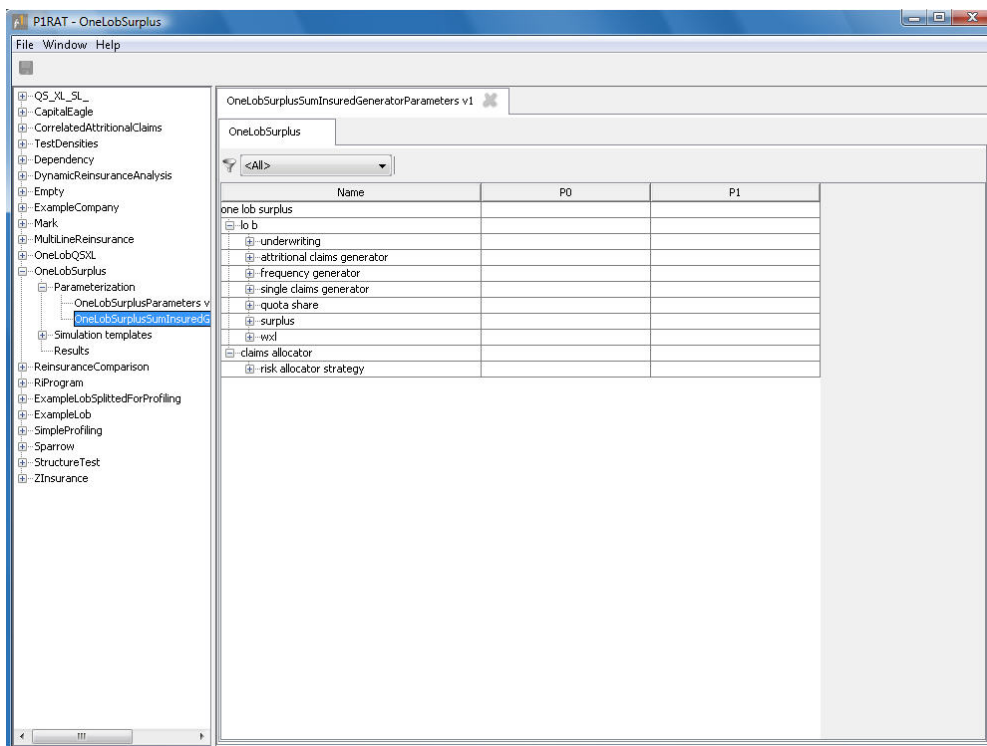 P1RAT - OneLobSurplus
File Window Help
QS_XL_SL_
CapitalEagle
CorrelatedAttritionalClaims
TestDensities
Dependency
DynamicReinsuranceAnalysis
Empty
ExampleCompany
Mark
MultiLineReinsurance
OneLobQSXL
OneLobSurplus
Parameterization
OneLobSurplusParameters v
OneLobSurplusSumInsuredG
Simulation templates
Results
ReinsuranceComparison
RiProgram
ExampleLobSplittedForProfiling
ExampleLob
SimpleProfiling
Sparrow
StructureTest
ZInsurance
OneLobSurplusSumInsuredGeneratorParameters v1
OneLobSurplus
<All>
Name P0 P1
one lob surplus
lo b
underwriting
attritional claims generator
frequency generator
single claims generator
quota share
surplus
wxl
claims allocator
risk allocator strategy